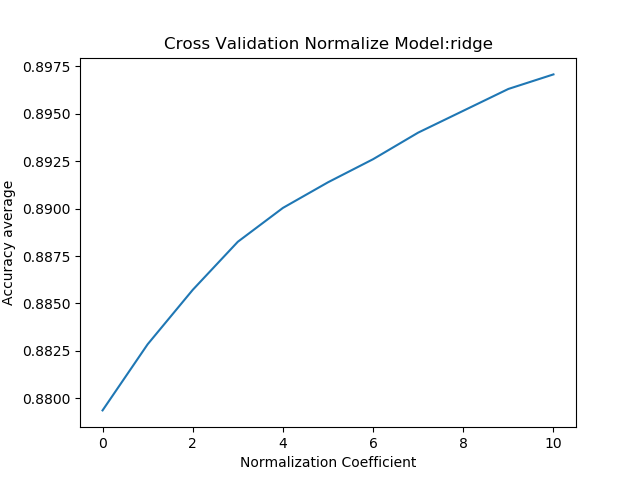 Cross Validation Normalize Model:ridge
0.8975
0.8950
0.8925
0.8900
0.8875
0.8850
0.8825
0.8800
Accuracy average
0 2 4 6 8 10
Normalization Coefficient